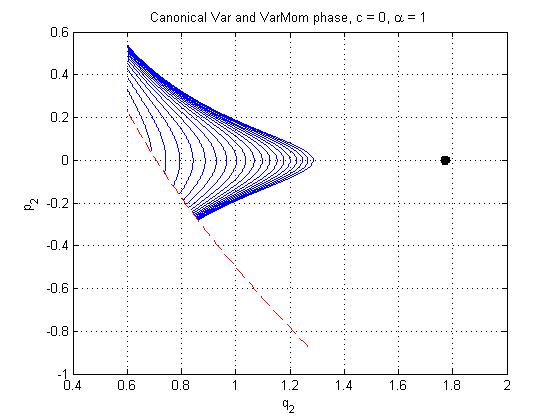 Canonical Var and VarMom phase, c = 0, α = 1
0.6
0.4
0.2
0
-0.2
-0.4
-0.6
-0.8
-1
p2
0.4 0.6 0.8 1 1.2 1.4 1.6 1.8 2
q2